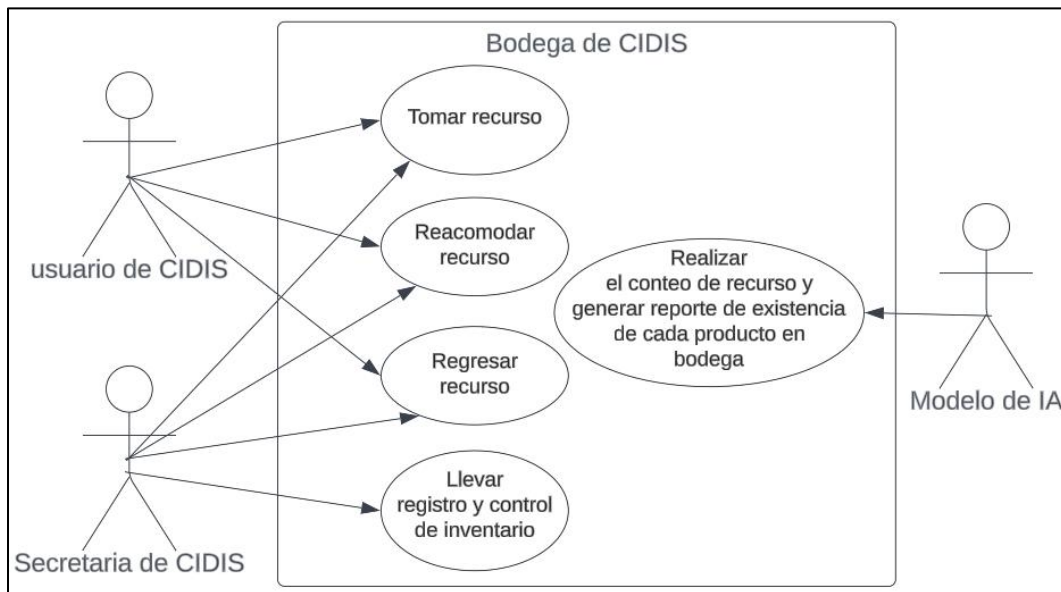 Bodega de CIDIS
Tomar recurso
Reacomodar
recurso
usuario de CIDIS
Realizar
el conteo de recurso y
generar reporte de existencia
de cada producto en
bodega
Regresar
recurso
Modelo de IA
Llevar
registro y control
de inventario
Secretaria de CIDIS